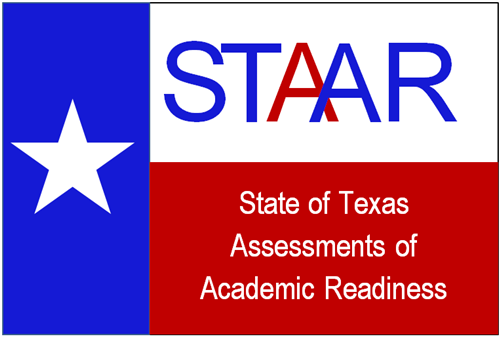 STAAR
State of Texas
Assessments of
Academic Readiness